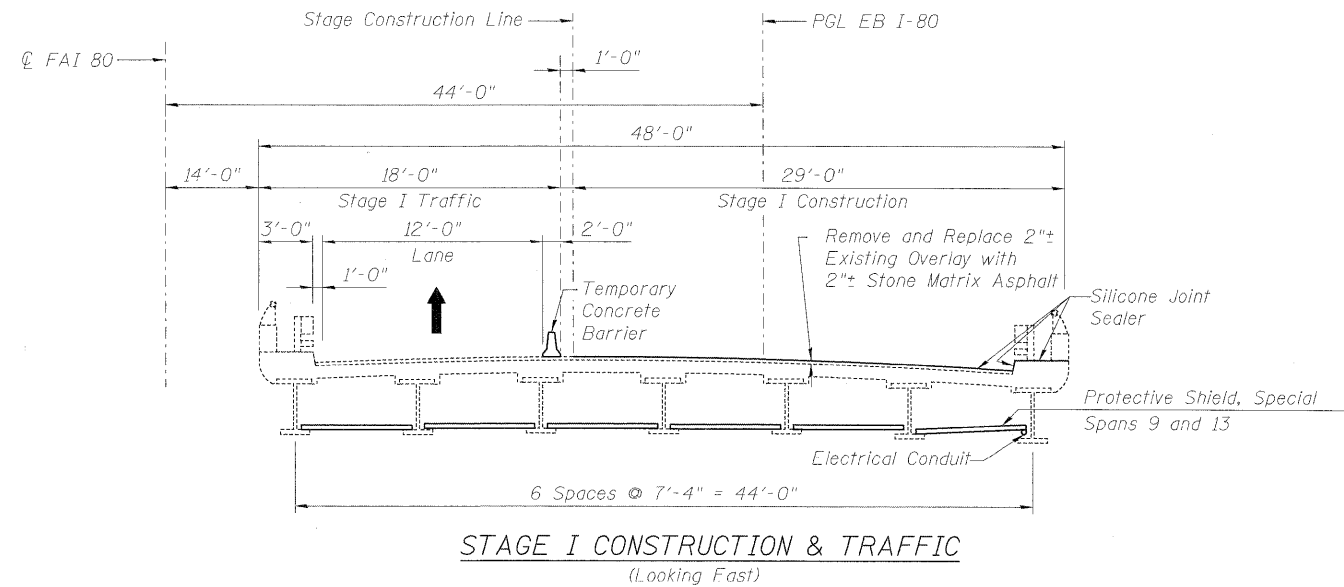 Stage Construction Line
PGL EB I-80
℄ FAI 80
1'-0"
44'-0"
48'-0"
14'-0"
18'-0"
29'-0"
Stage I Traffic
Stage I Construction
3'-0"
12'-0"
2'-0"
Lane
1'-0"
Remove and Replace 2"±
Existing Overlay with
2"± Stone Matrix Asphalt
Temporary
Concrete
Barrier
Silicone Joint
Sealer
Protective Shield, Special
Spans 9 and 13
Electrical Conduit
6 Spaces @ 7'-4" = 44'-0"
STAGE I CONSTRUCTION & TRAFFIC
(Looking East)